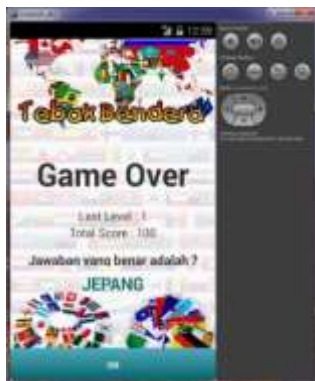 Tebak Bendera
Game Over
Last Level : 1
Total Score : 100
Jawaban yang benar adalah ?
JEPANG